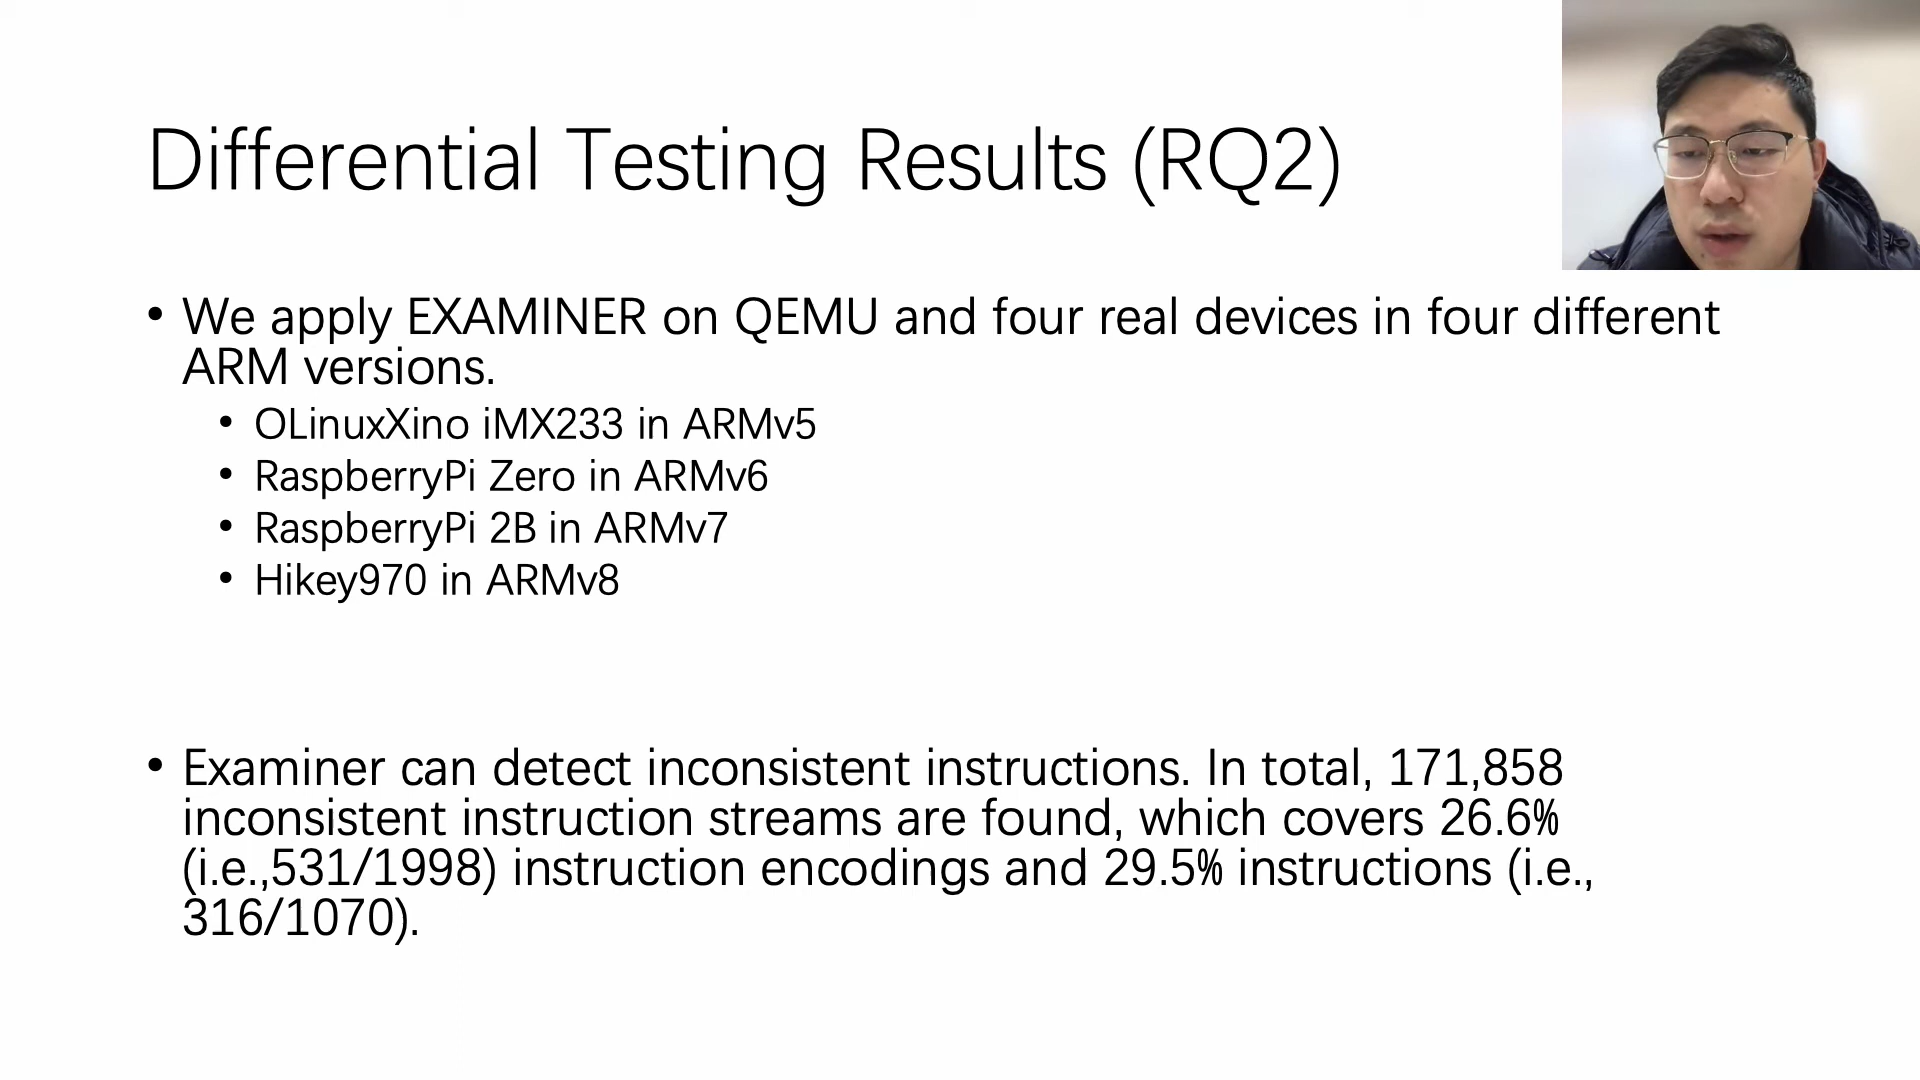 Differential Testing Results (RQ2)
• We apply EXAMINER on QEMU and four real devices in four different
ARM versions.
• OLinuxXino iMX233 in ARMv5
• RaspberryPi Zero in ARMv6
• RaspberryPi 2B in ARMv7
• Hikey970 in ARMv8
• Examiner can detect inconsistent instructions. In total, 171,858
inconsistent instruction streams are found, which covers 26.6%
(i.e.,531/1998) instruction encodings and 29.5% instructions (i.e.,
316/1070).